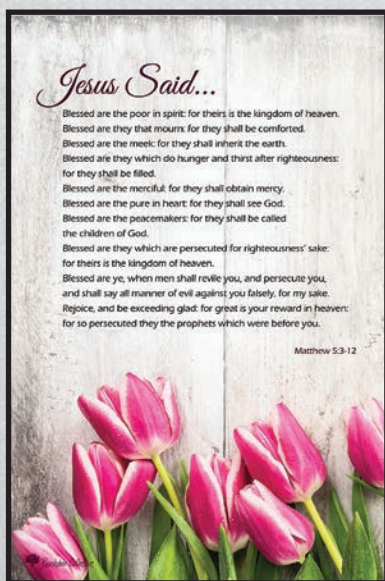 Jesus Said...
Blessed are the poor in spirit: for theirs is the kingdom of heaven.
Blessed are they that mourn: for they shall be comforted.
Blessed are the meek: for they shall inherit the earth.
Blessed are they which do hunger and thirst after righteousness:
for they shall be filled.
Blessed are the merciful: for they shall obtain mercy.
Blessed are the pure in heart: for they shall see God.
Blessed are the peacemakers: for they shall be called
the children of God.
Blessed are they which are persecuted for righteousness' sake:
for theirs is the kingdom of heaven.
Blessed are ye, when men shall revile you, and persecute you,
and shall say all manner of evil against you falsely, for my sake.
Rejoice, and be exceeding glad: for great is your reward in heaven:
for so persecuted they the prophets which were before you.
Matthew 5:3-12